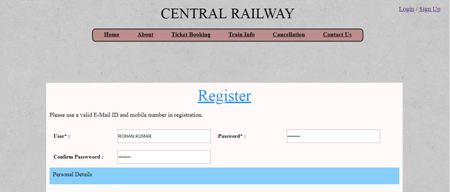 CENTRAL RAILWAY
Login / Sign Up
Home About Ticket Booking Train Info Cancellation Contact Us
Register
Please use a valid E-Mail ID and mobile number in registration.
User* : ROHAN KUMAR Password* : ••••••••
Confirm Password : ••••••••
Personal Details